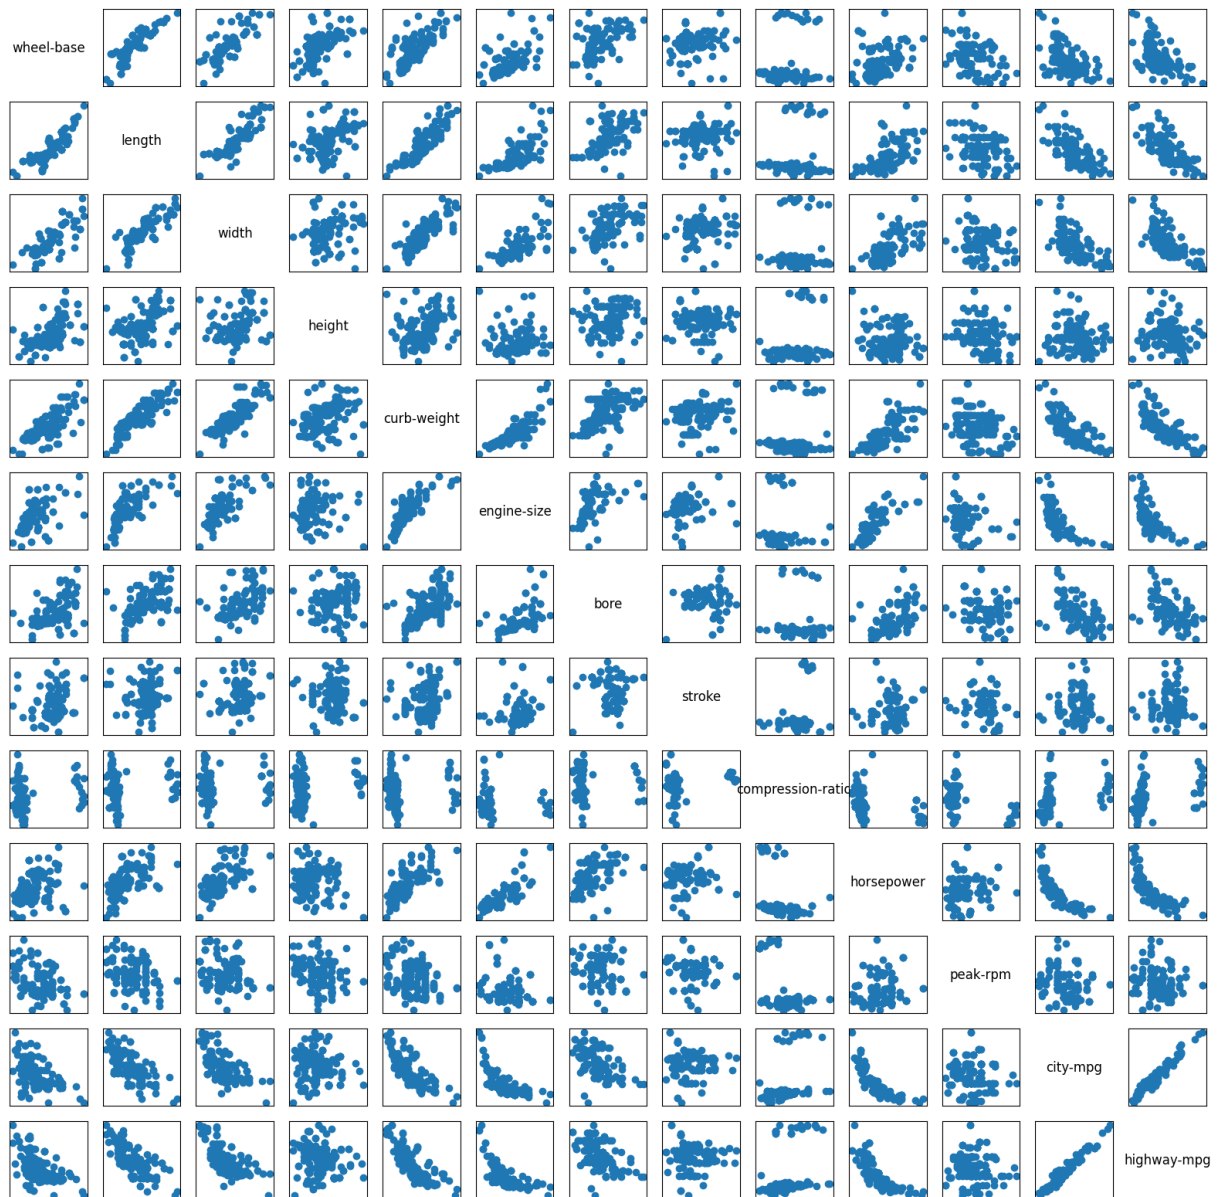 wheel-base
length
width
height
curb-weight
engine-size
bore
stroke
compression-ratio
horsepower
peak-rpm
city-mpg
highway-mpg